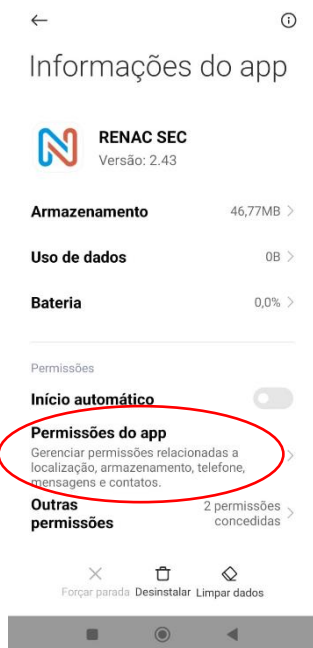 Informações do app
RENAC SEC
Versão: 2.43
Armazenamento 46,77MB
Uso de dados 0B
Bateria 0,0%
Permissões
Início automático
Permissões do app
Gerenciar permissões relacionadas a
localização, armazenamento, telefone,
mensagens e contatos.
Outras
permissões
2 permissões
concedidas
Forçar parada Desinstalar Limpar dados